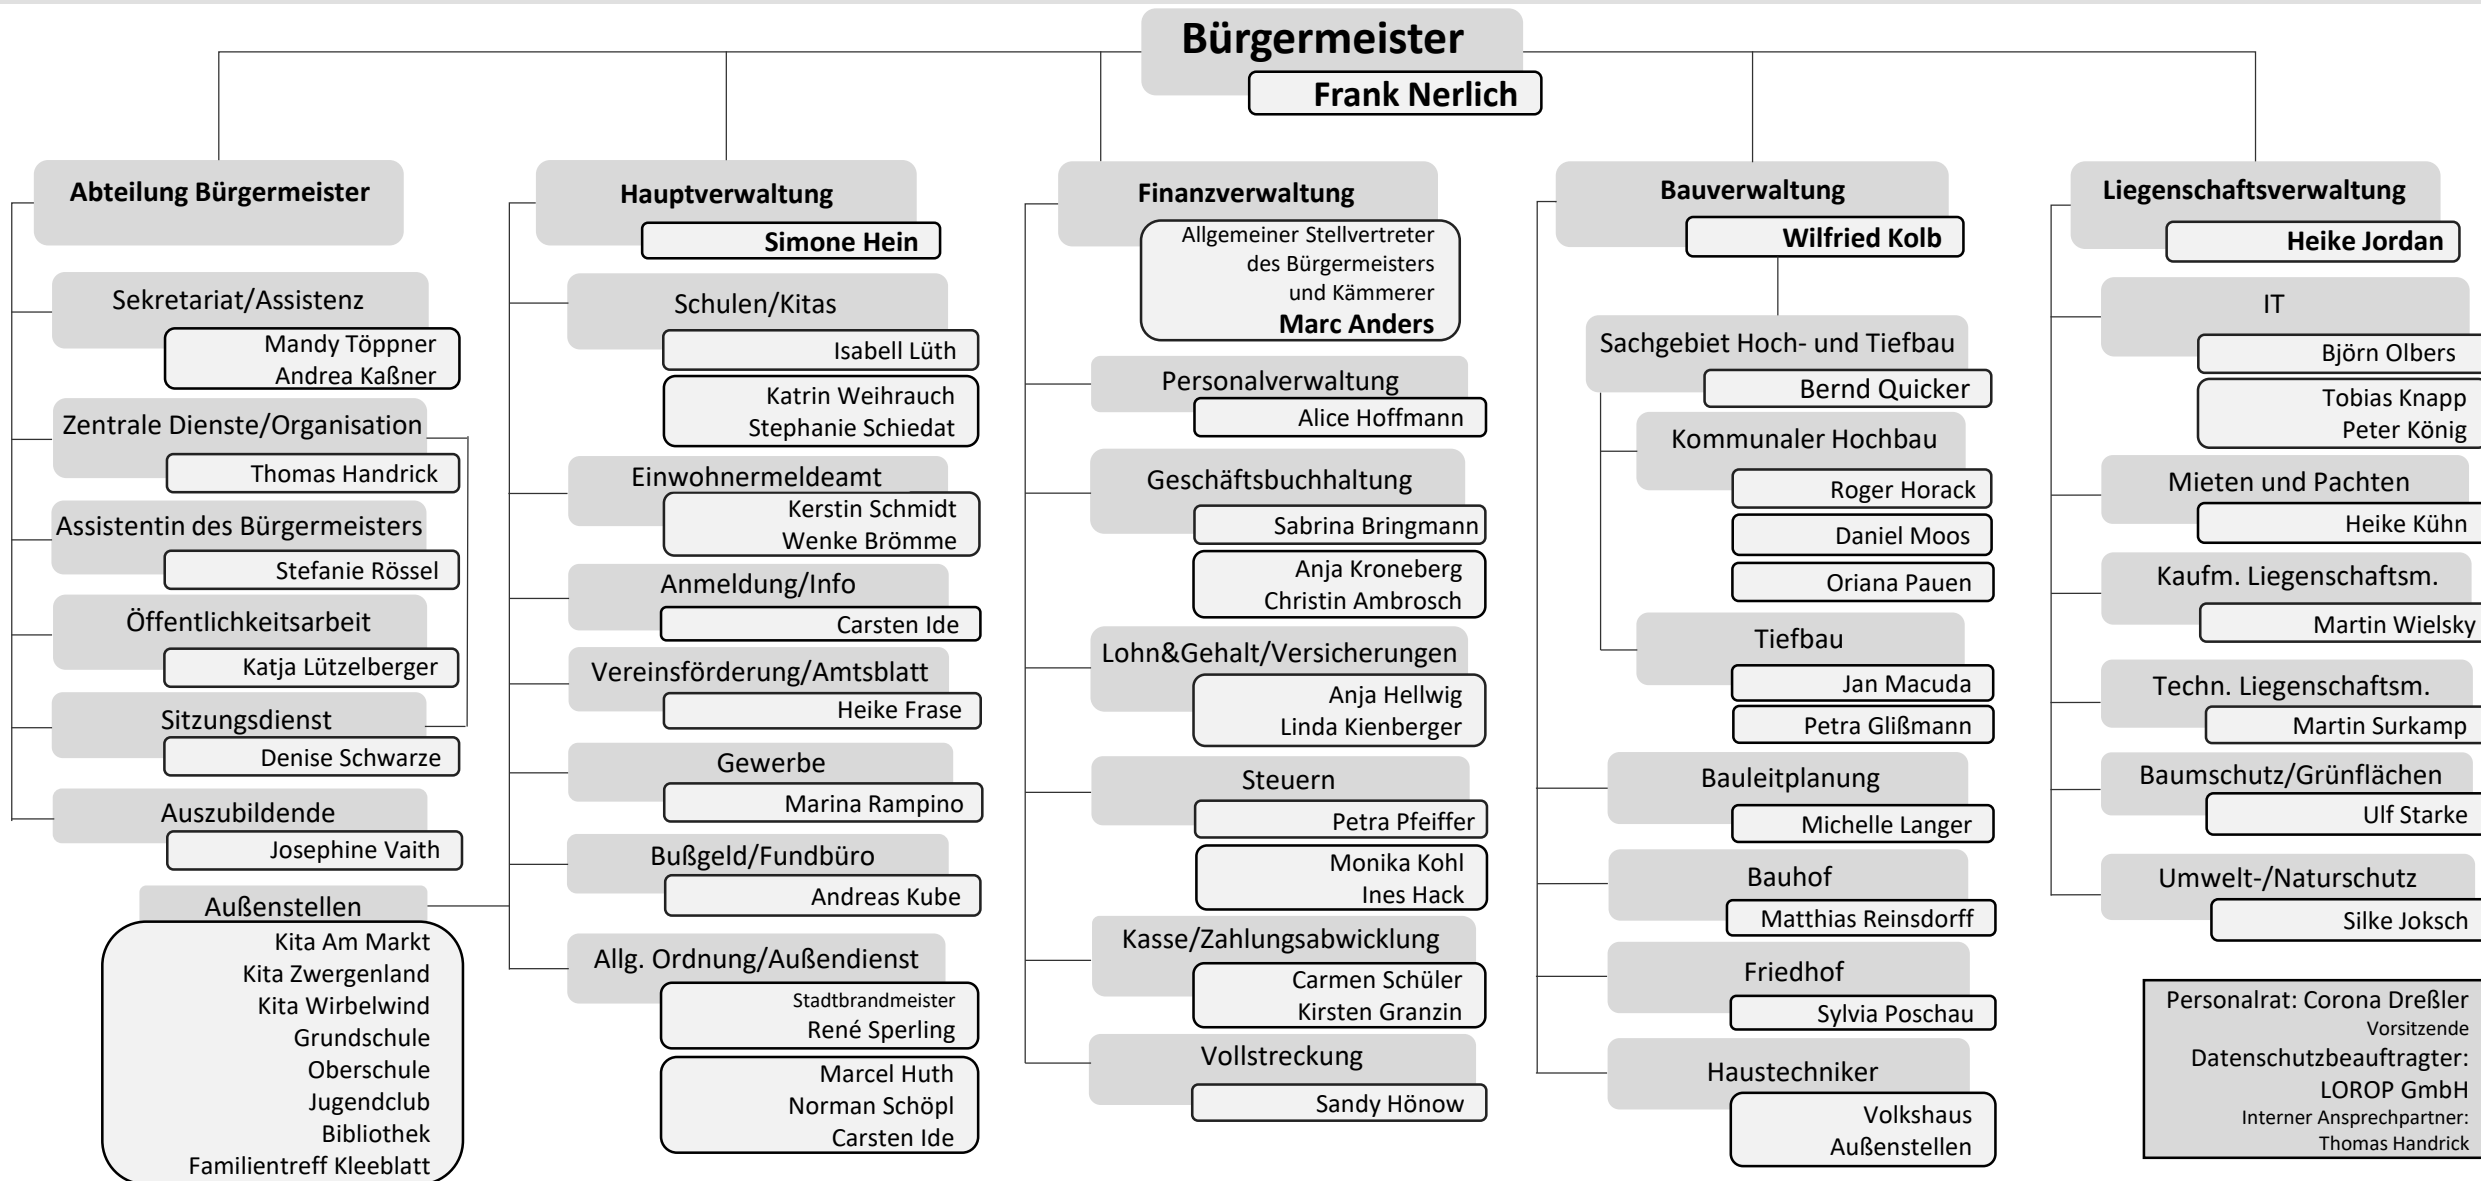 Bürgermeister
Frank Nerlich
Abteilung Bürgermeister
Sekretariat/Assistenz
Mandy Töppner
Andrea Kaßner
Zentrale Dienste/Organisation
Thomas Handrick
Assistentin des Bürgermeisters
Stefanie Rössel
Öffentlichkeitsarbeit
Katja Lützelberger
Sitzungsdienst
Denise Schwarze
Auszubildende
Josephine Vaith
Außenstellen
Kita Am Markt
Kita Zwergenland
Kita Wirbelwind
Grundschule
Oberschule
Jugendclub
Bibliothek
Familientreff Kleeblatt
Hauptverwaltung
Simone Hein
Schulen/Kitas
Isabell Lüth
Katrin Weihrauch
Stephanie Schiedat
Einwohnermeldeamt
Kerstin Schmidt
Wenke Brömme
Anmeldung/Info
Carsten Ide
Vereinsförderung/Amtsblatt
Heike Frase
Gewerbe
Marina Rampino
Bußgeld/Fundbüro
Andreas Kube
Allg. Ordnung/Außendienst
Stadtbrandmeister
René Sperling
Marcel Huth
Norman Schöpl
Carsten Ide
Finanzverwaltung
Allgemeiner Stellvertreter
des Bürgermeisters
und Kämmerer
Marc Anders
Personalverwaltung
Alice Hoffmann
Geschäftsbuchhaltung
Sabrina Bringmann
Anja Kroneberg
Christin Ambrosch
Lohn&Gehalt/Versicherungen
Anja Hellwig
Linda Kienberger
Steuern
Petra Pfeiffer
Monika Kohl
Ines Hack
Kasse/Zahlungsabwicklung
Carmen Schüler
Kirsten Granzin
Vollstreckung
Sandy Hönow
Bauverwaltung
Wilfried Kolb
Sachgebiet Hoch- und Tiefbau
Bernd Quicker
Kommunaler Hochbau
Roger Horack
Daniel Moos
Oriana Pauen
Tiefbau
Jan Macuda
Petra Glißmann
Bauleitplanung
Michelle Langer
Bauhof
Matthias Reinsdorff
Friedhof
Sylvia Poschau
Haustechniker
Volkshaus
Außenstellen
Liegenschaftsverwaltung
Heike Jordan
IT
Björn Olbers
Tobias Knapp
Peter König
Mieten und Pachten
Heike Kühn
Kaufm. Liegenschaftsm.
Martin Wielsky
Techn. Liegenschaftsm.
Martin Surkamp
Baumschutz/Grünflächen
Ulf Starke
Umwelt-/Naturschutz
Silke Joksch
Personalrat: Corona Dreßler
Vorsitzende
Datenschutzbeauftragter:
LOROP GmbH
Interner Ansprechpartner:
Thomas Handrick